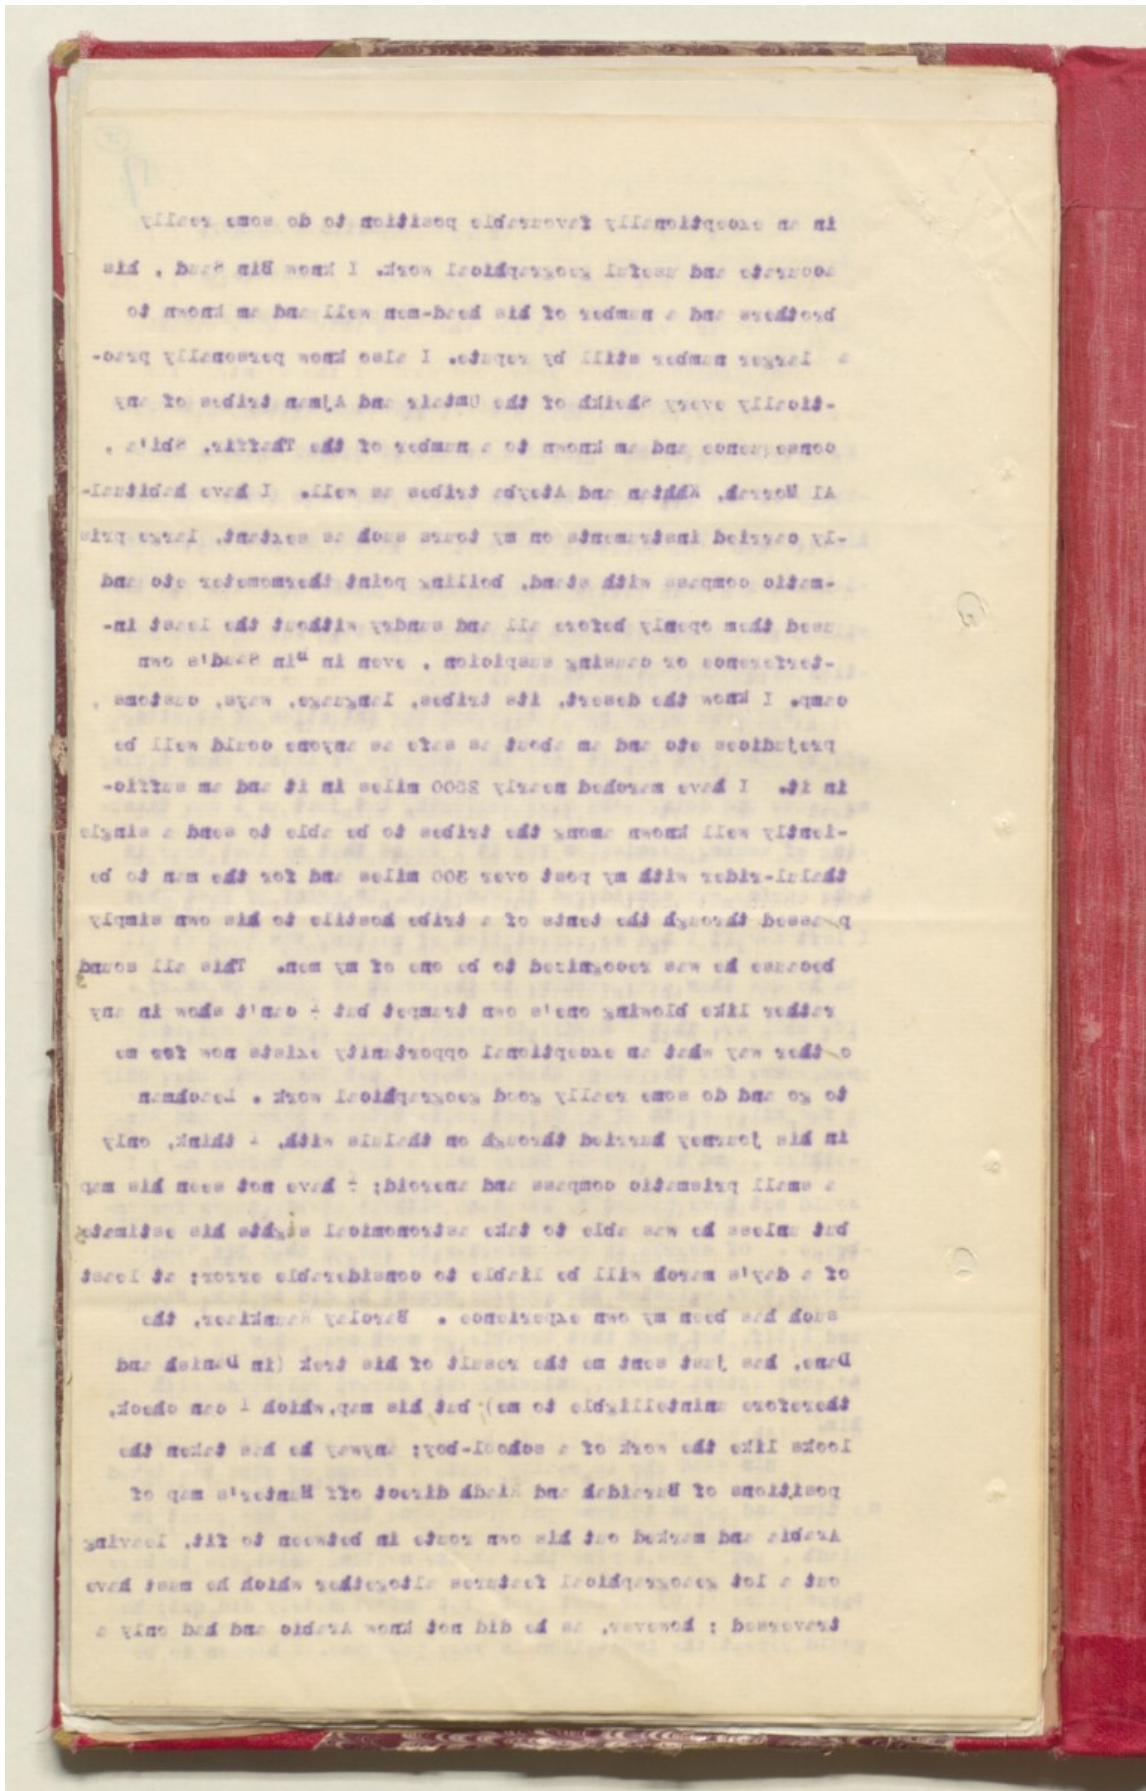 in an exceptionally favourable position to do some really
accurate and useful geographical work. I know Bin Saud , his
brothers and a number of his head-men well and am known to
a larger number still by repute. I also know personally prac-
-tically every Sheikh of the Umtair and Ajman tribes of any
consequence and am known to a number of the Thaffir, Sbi'a ,
Al Morrah, Kahtan and Ateyba tribes as well. I have habitual-
-ly carried instruments on my tours such as sextant, large pris
-matic compass with stand, boiling point thermometer etc and
used them openly before all and sundry without the least in-
-terference or causing suspicion , even in Bin Saud's own
camp. I know the desert, its tribes, language, ways, customs ,
prejudices etc and am about as safe as anyone could well be
in it. I have marched nearly 2500 miles in it and am suffic-
-iently well known among the tribes to be able to send a single
thalul-rider with my post over 300 miles and for the man to be
passed through the tents of a tribe hostile to his own simply
because he was recognized to be one of my men. This all sounds
rather like blowing one's own trumpet but I can't show in any
other way what an exceptional opportunity exists now for me
to go and do some really good geographical work . Leachman
in his journey hurried through on thaluls with, I think, only
a small prismatic compass and aneroid; I have not seen his map
but unless he was able to take astronomical sights his estimates
of a day's march will be liable to considerable error; at least
such has been my own experience . Barclay Raunkiaer, the
Dane, has just sent me the result of his trek (in Danish and
therefore unintelligible to me); but his map,which I can check,
looks like the work of a school-boy; anyway he has taken the
positions of Buraidah and Riadh direct off Hunter's map of
Arabia and marked out his own route in between to fit, leaving
out a lot geaographical features altogether which he must have
traversed ; however, as he did not know Arabic and had only a